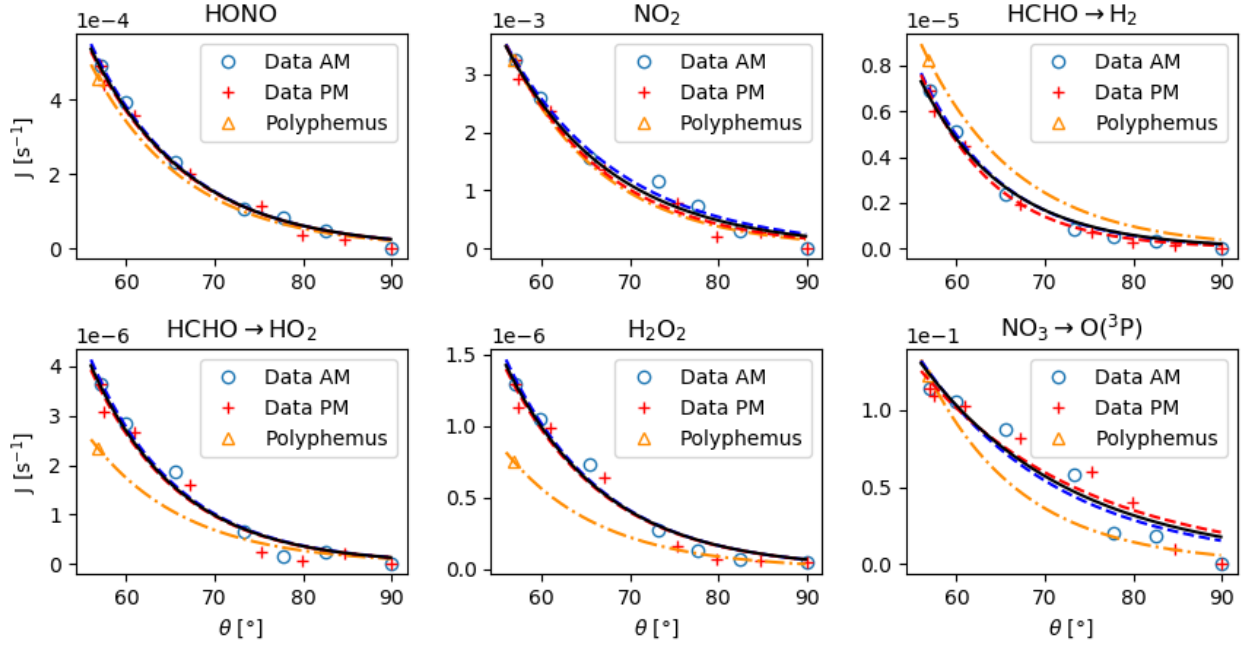 HONO
1e−4
Data AM
Data PM
Polyphemus
J [s⁻¹]
4
2
0
60 70 80 90
NO₂
1e−3
Data AM
Data PM
Polyphemus
3
2
1
0
60 70 80 90
HCHO → H₂
1e−5
Data AM
Data PM
Polyphemus
0.8
0.6
0.4
0.2
0.0
60 70 80 90
HCHO → HO₂
1e−6
Data AM
Data PM
Polyphemus
J [s⁻¹]
4
3
2
1
0
60 70 80 90
θ [°]
H₂O₂
1e−6
Data AM
Data PM
Polyphemus
1.5
1.0
0.5
0.0
60 70 80 90
θ [°]
NO₃ → O(³P)
1e−1
Data AM
Data PM
Polyphemus
1.0
0.5
0.0
60 70 80 90
θ [°]